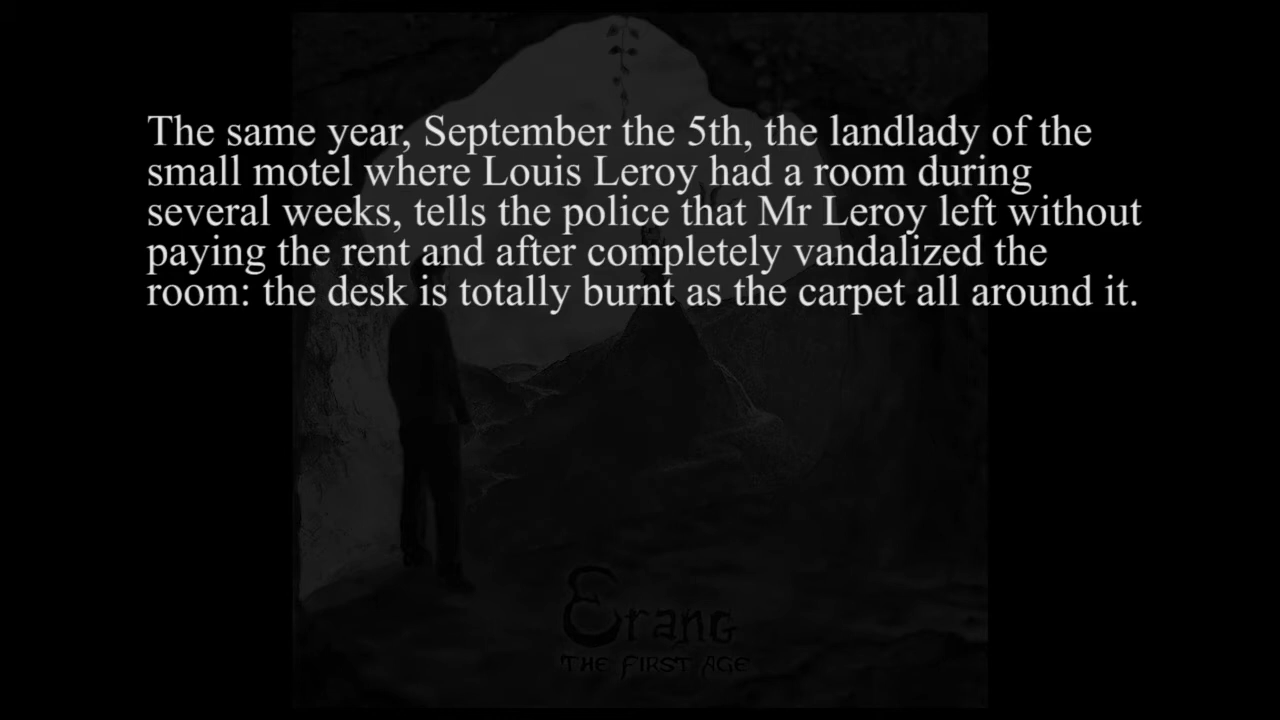 The same year, September the 5th, the landlady of the
small motel where Louis Leroy had a room during
several weeks, tells the police that Mr Leroy left without
paying the rent and after completely vandalized the
room: the desk is totally burnt as the carpet all around it.
Erang
THE FIRST AGE